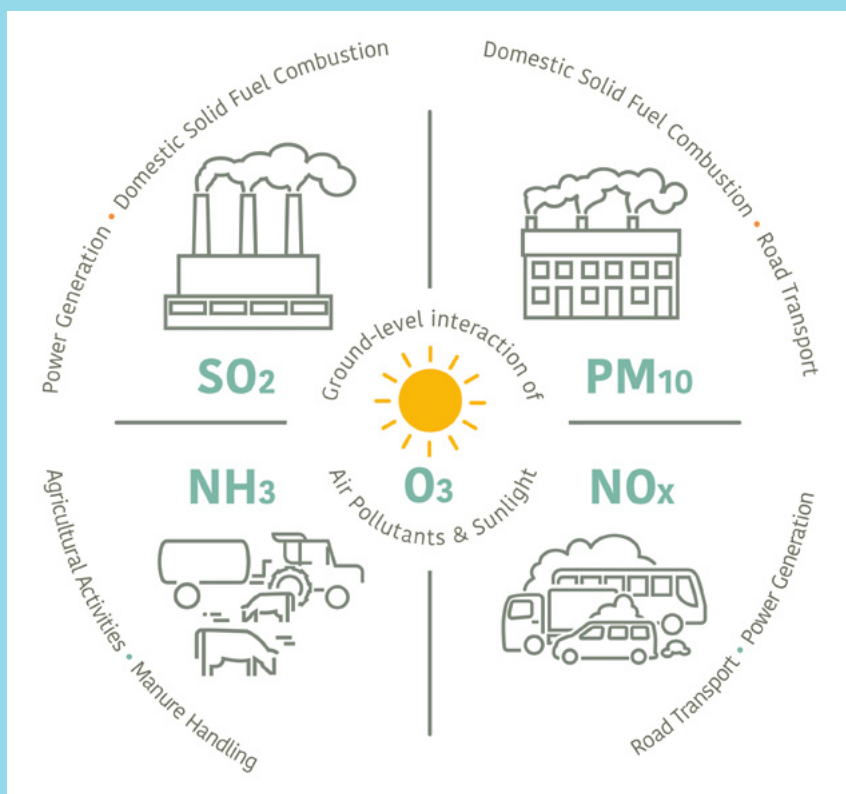 Power Generation • Domestic Solid Fuel Combustion
Domestic Solid Fuel Combustion • Road Transport
SO₂
Ground-level interaction of
PM₁₀
NH₃
O₃
NOₓ
Air Pollutants & Sunlight
Agricultural Activities • Manure Handling
Road Transport • Power Generation